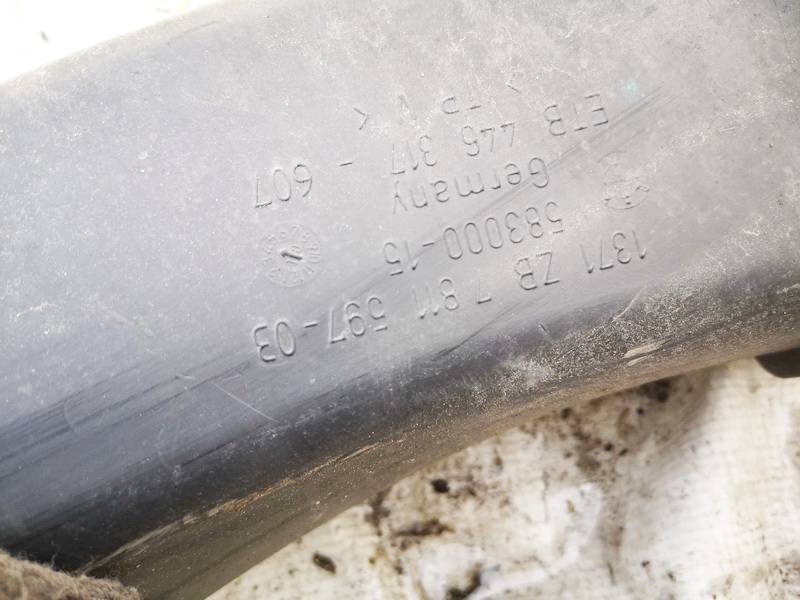 1371 ZB 7 811 597-03
583000-15
Germany
ETB 445 317 - 607